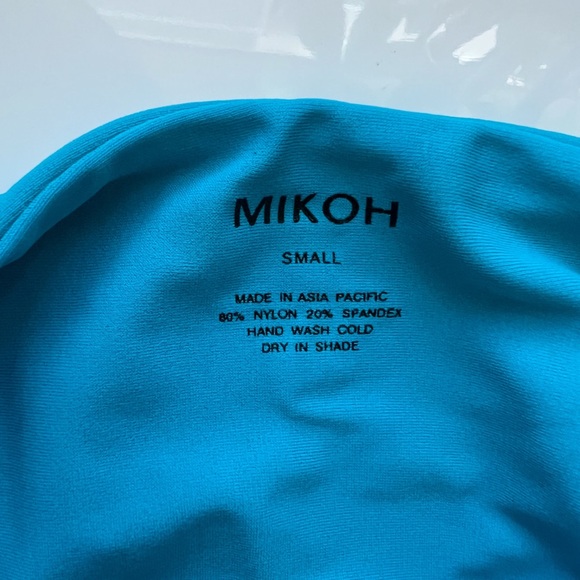 MIKOH
SMALL
MADE IN ASIA PACIFIC
80% NYLON 20% SPANDEX
HAND WASH COLD
DRY IN SHADE